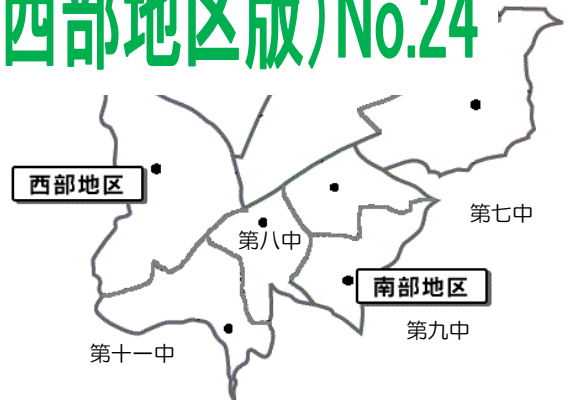 西部地区版)No.24
西部地区
第七中
第八中
南部地区
第九中
第十一中